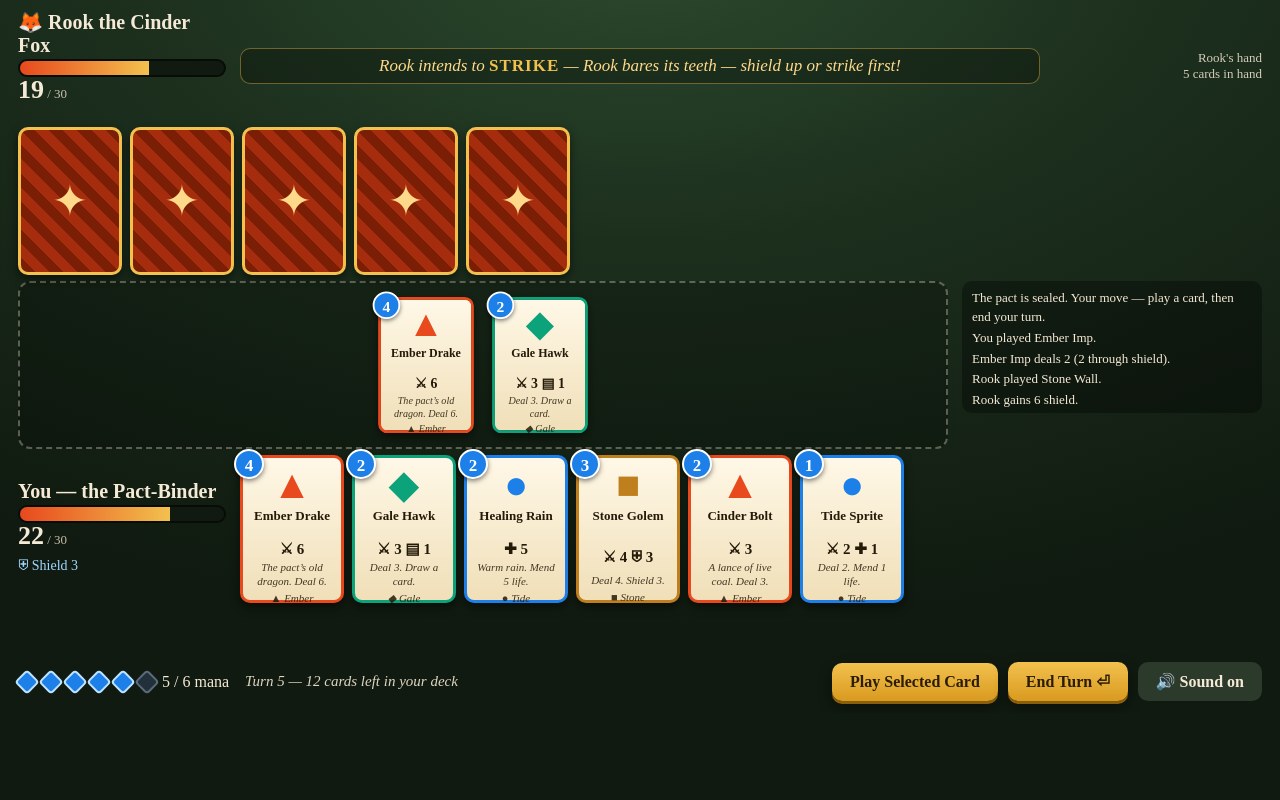 🦊 Rook the Cinder
Fox
19 / 30
Rook intends to STRIKE — Rook bares its teeth — shield up or strike first!
Rook's hand
5 cards in hand
4
Ember Drake
⚔ 6
The pact's old
dragon. Deal 6.
▲ Ember
2
Gale Hawk
⚔ 3 ▤ 1
Deal 3. Draw a
card.
◆ Gale
The pact is sealed. Your move — play a card, then
end your turn.
You played Ember Imp.
Ember Imp deals 2 (2 through shield).
Rook played Stone Wall.
Rook gains 6 shield.
You — the Pact-Binder
22 / 30
⛨ Shield 3
4
Ember Drake
⚔ 6
The pact's old
dragon. Deal 6.
▲ Ember
2
Gale Hawk
⚔ 3 ▤ 1
Deal 3. Draw a
card.
◆ Gale
2
Healing Rain
✚ 5
Warm rain. Mend
5 life.
● Tide
3
Stone Golem
⚔ 4 ⛨ 3
Deal 4. Shield 3.
■ Stone
2
Cinder Bolt
⚔ 3
A lance of live
coal. Deal 3.
▲ Ember
1
Tide Sprite
⚔ 2 ✚ 1
Deal 2. Mend 1
life.
● Tide
5 / 6 mana
Turn 5 — 12 cards left in your deck
Play Selected Card
End Turn ⏎
🔊 Sound on